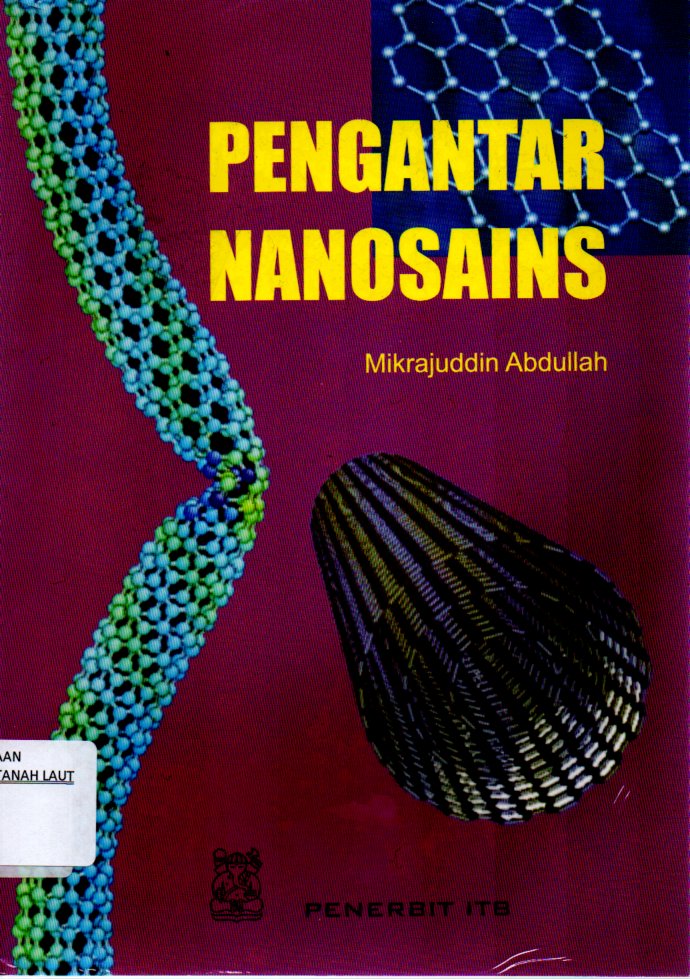 PENGANTAR
NANOSAINS
Mikrajuddin Abdullah
AAN
TANAH LAUT
PENERBIT ITB